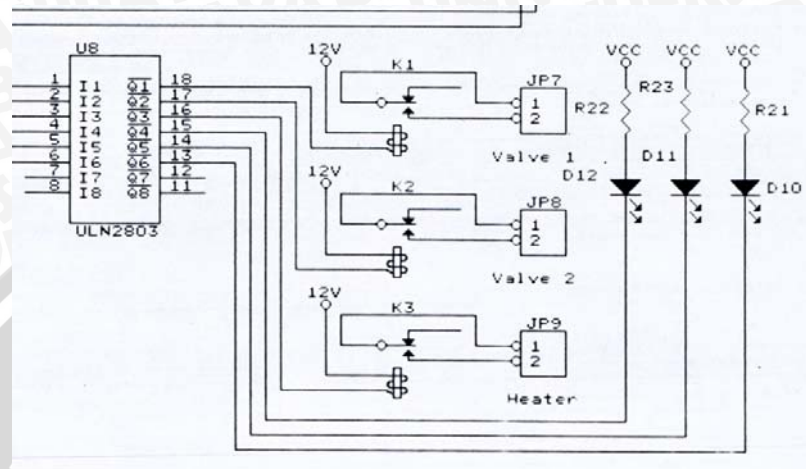 U8
1 I1 Q1 18
2 I2 Q2 17
3 I3 Q3 16
4 I4 Q4 15
5 I5 Q5 14
6 I6 Q6 13
7 I7 Q7 12
8 I8 Q8 11
ULN2803
12V
K1
JP7
1
2
Valve 1
12V
K2
JP8
1
2
Valve 2
12V
K3
JP9
1
2
Heater
VCC VCC VCC
R22 R23 R21
D12 D11 D10